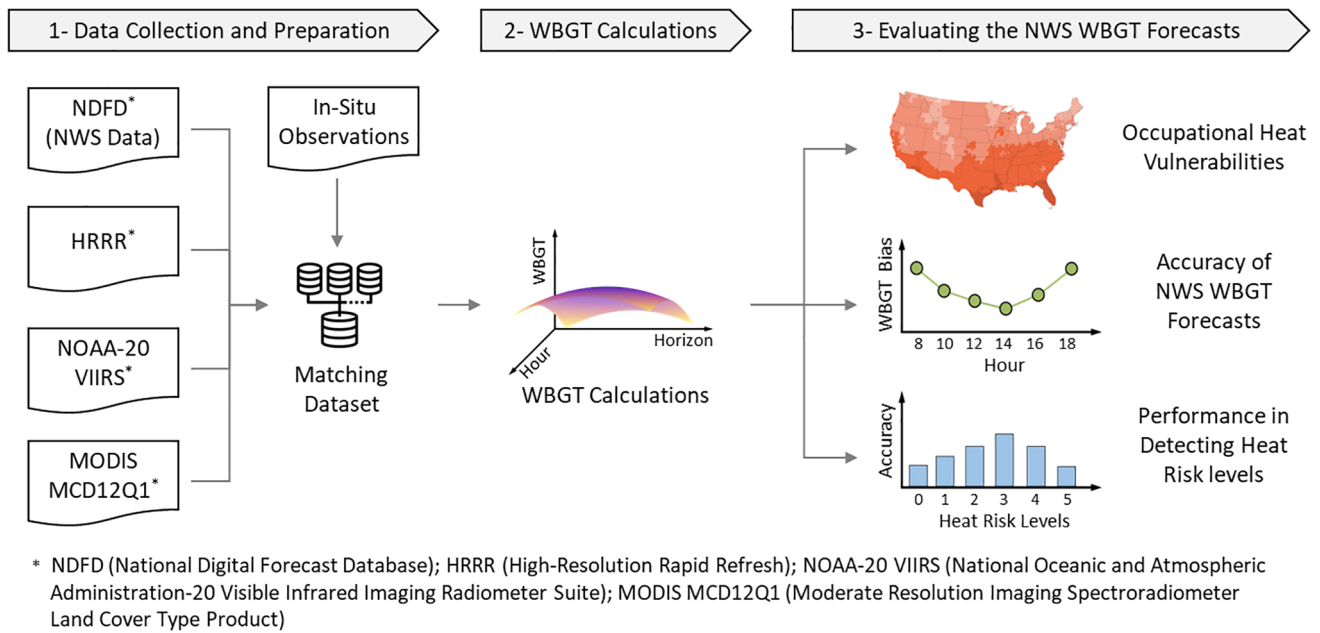 1- Data Collection and Preparation
2- WBGT Calculations
3- Evaluating the NWS WBGT Forecasts
NDFD*
(NWS Data)
HRRR*
NOAA-20
VIIRS*
MODIS
MCD12Q1*
In-Situ
Observations
Matching
Dataset
WBGT
Hour
Horizon
WBGT Calculations
Occupational Heat
Vulnerabilities
WBGT Bias
8 10 12 14 16 18
Hour
Accuracy of
NWS WBGT
Forecasts
Accuracy
0 1 2 3 4 5
Heat Risk Levels
Performance in
Detecting Heat
Risk levels
* NDFD (National Digital Forecast Database); HRRR (High-Resolution Rapid Refresh); NOAA-20 VIIRS (National Oceanic and Atmospheric
Administration-20 Visible Infrared Imaging Radiometer Suite); MODIS MCD12Q1 (Moderate Resolution Imaging Spectroradiometer
Land Cover Type Product)